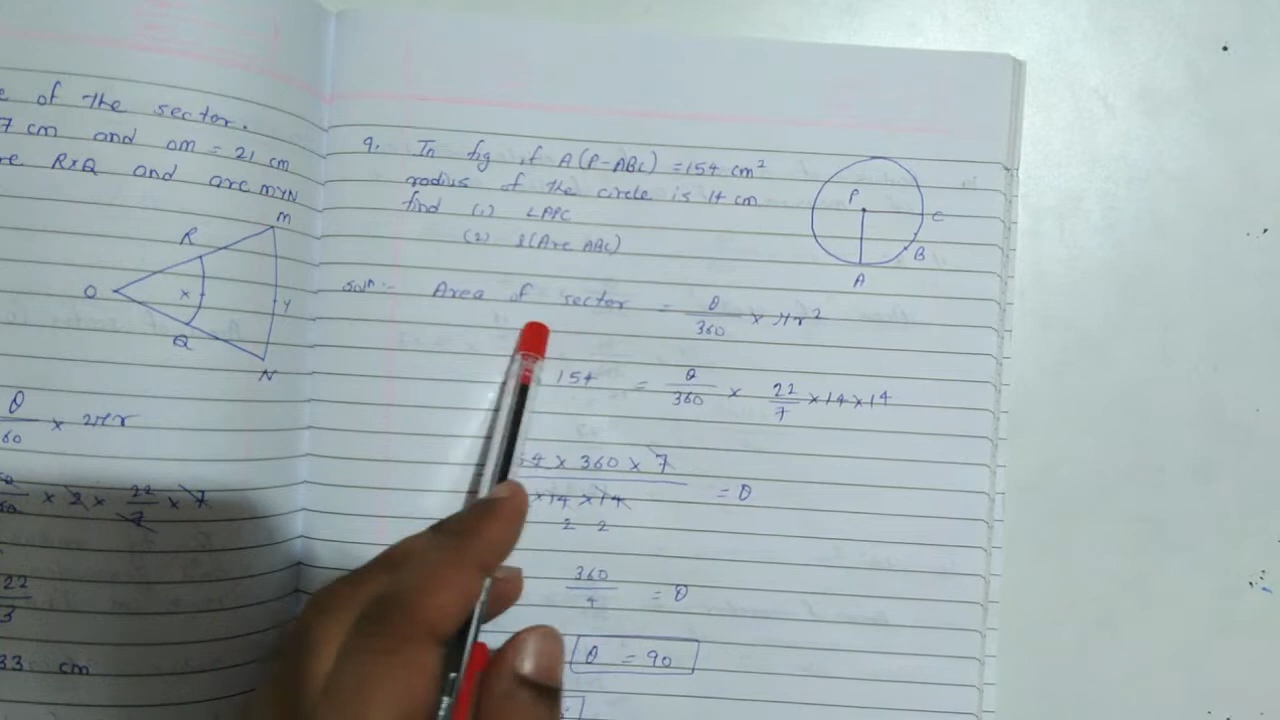 of the sector.
7 cm and om = 21 cm
RXQ and arc MYN
M
R
O
X
Y
Q
N
θ × 2πr
60
× 2 × 22/7 × 7
22
3
33 cm
9. In fig, if A(P-ABC) = 154 cm²
radius of the circle is 14 cm
find (1) ∠PPC
(2) l(Arc ABC)
P
C
B
A
Solⁿ:- Area of sector = θ/360 × πr²
154 = θ/360 × 22/7 × 14 × 14
4 × 360 × 7
× 14 × 14 = θ
2 2
360/4 = θ
θ = 90